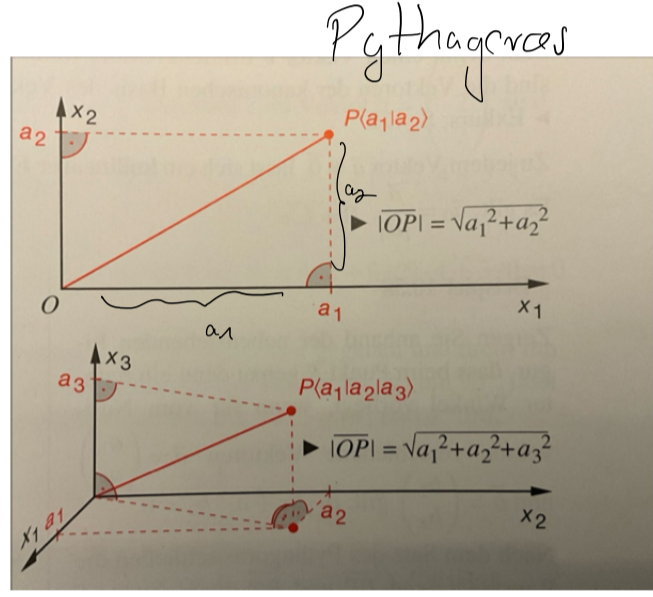 Pythagoras
x₂
a₂
P(a₁|a₂)
a₂
► |OP̅| = √a₁²+a₂²
O
a₁
x₁
a₁
x₃
a₃
P(a₁|a₂|a₃)
► |OP̅| = √a₁²+a₂²+a₃²
a₁
a₂
x₁
x₂